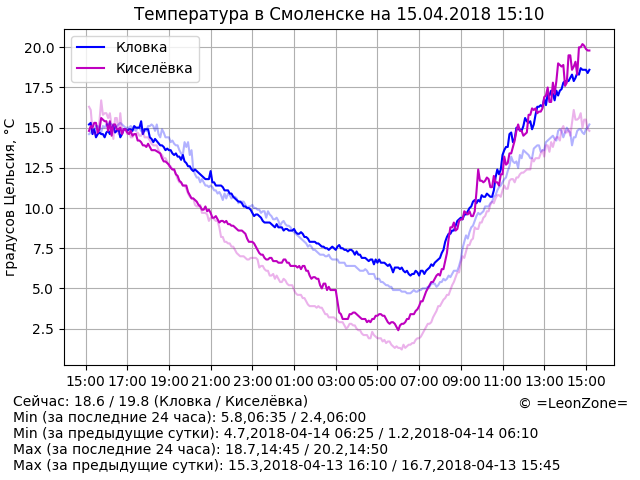 Температура в Смоленске на 15.04.2018 15:10
Кловка
Киселёвка
градусов Цельсия, °C
20.0
17.5
15.0
12.5
10.0
7.5
5.0
2.5
15:00 17:00 19:00 21:00 23:00 01:00 03:00 05:00 07:00 09:00 11:00 13:00 15:00
Сейчас: 18.6 / 19.8 (Кловка / Киселёвка)
© =LeonZone=
Min (за последние 24 часа): 5.8,06:35 / 2.4,06:00
Min (за предыдущие сутки): 4.7,2018-04-14 06:25 / 1.2,2018-04-14 06:10
Max (за последние 24 часа): 18.7,14:45 / 20.2,14:50
Max (за предыдущие сутки): 15.3,2018-04-13 16:10 / 16.7,2018-04-13 15:45